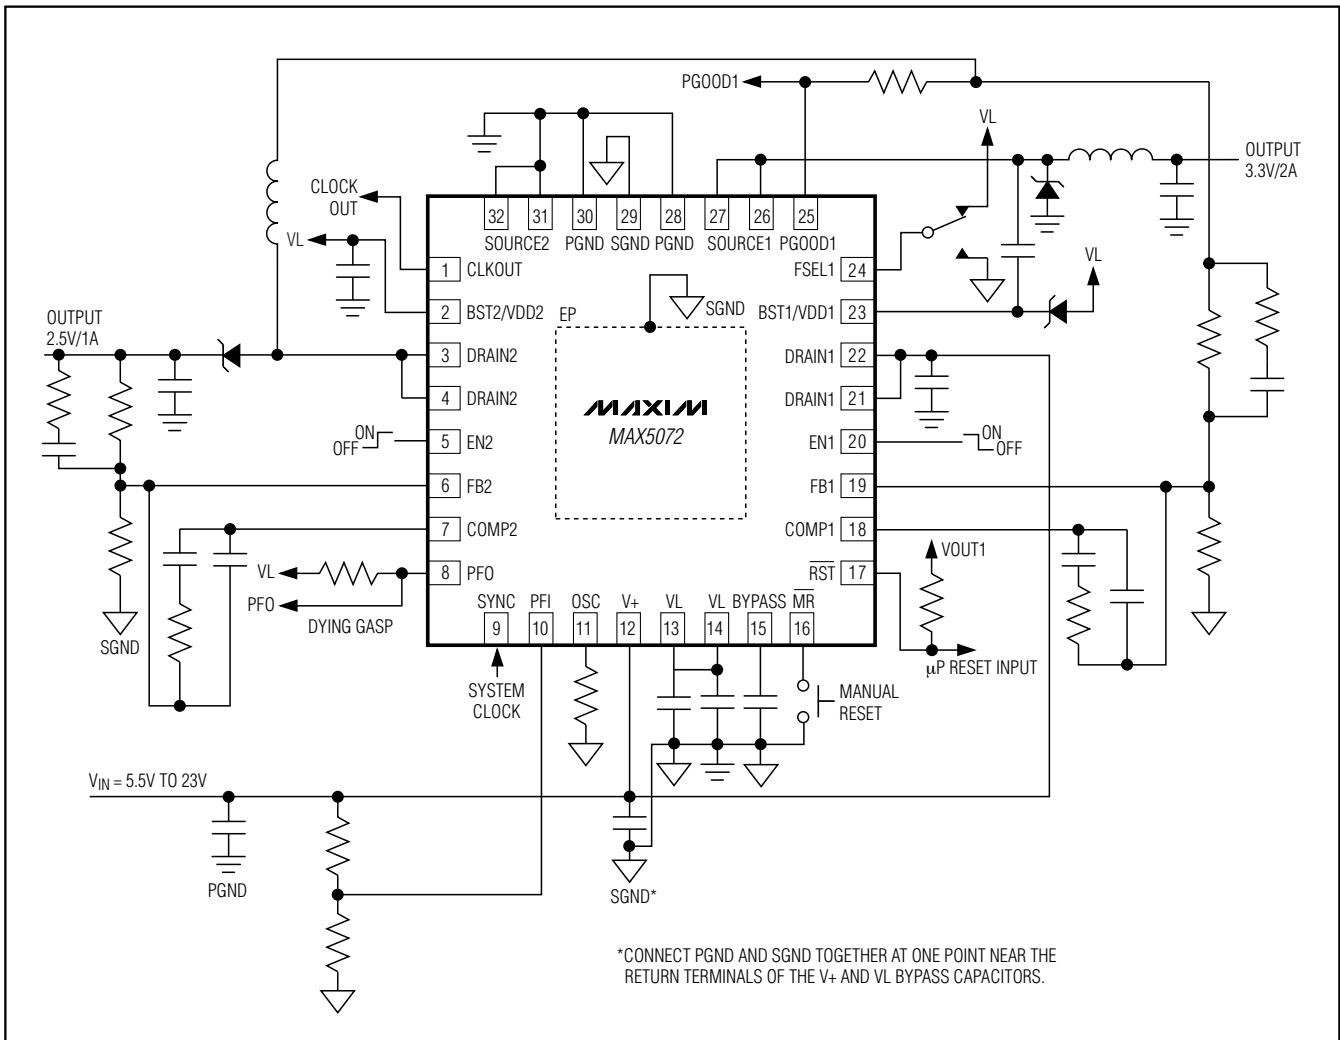 PGOOD1
VL
OUTPUT
3.3V/2A
CLOCK
OUT
32 31 30 29 28 27 26 25
SOURCE2 PGND SGND PGND SOURCE1 PGOOD1
VL
1 CLKOUT
FSEL1 24
VL
2 BST2/VDD2
EP
SGND
BST1/VDD1 23
OUTPUT
2.5V/1A
3 DRAIN2
DRAIN1 22
4 DRAIN2
DRAIN1 21
MAXIM
MAX5072
ON
OFF
5 EN2
EN1 20
ON
OFF
6 FB2
FB1 19
7 COMP2
COMP1 18
VL
8 PFO
RST 17
VOUT1
PFO
DYING GASP
SYNC PFI OSC V+ VL VL BYPASS MR
9 10 11 12 13 14 15 16
SGND
µP RESET INPUT
SYSTEM
CLOCK
MANUAL
RESET
VIN = 5.5V TO 23V
PGND
SGND*
*CONNECT PGND AND SGND TOGETHER AT ONE POINT NEAR THE
RETURN TERMINALS OF THE V+ AND VL BYPASS CAPACITORS.